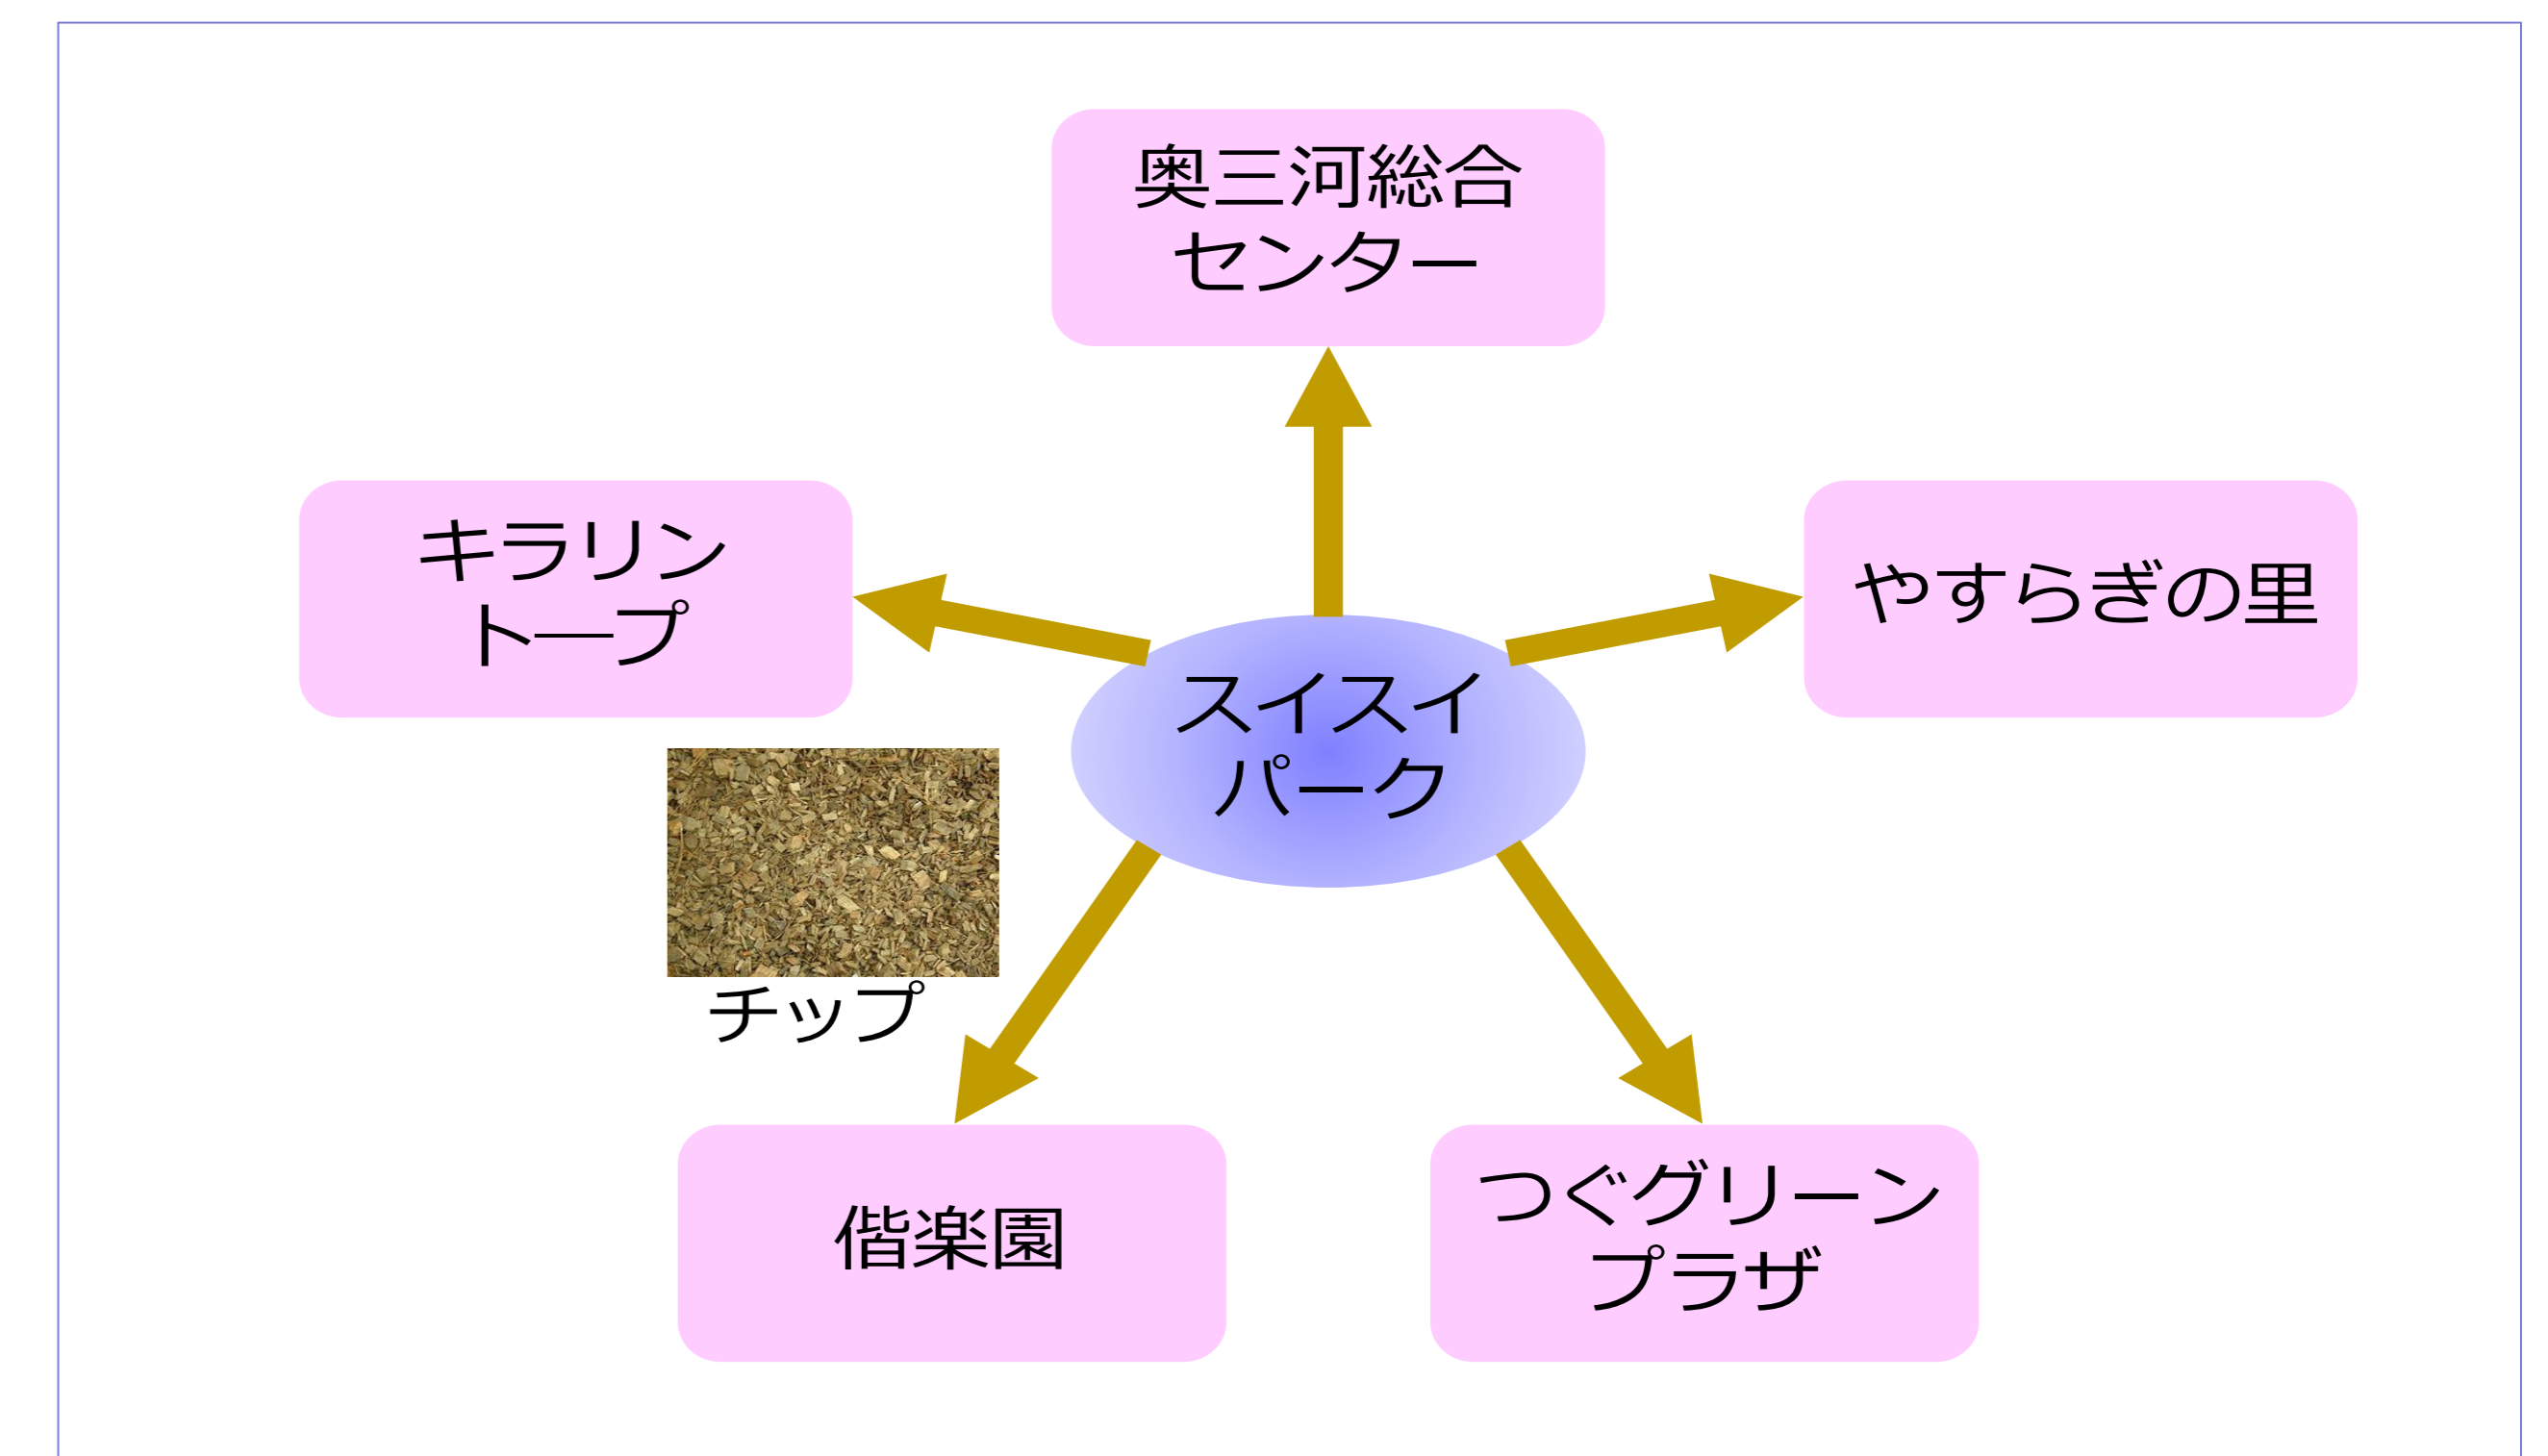 奥三河総合
センター
キラリン
トープ
やすらぎの里
スイスイ
パーク
チップ
偕楽園
つぐグリーン
プラザ